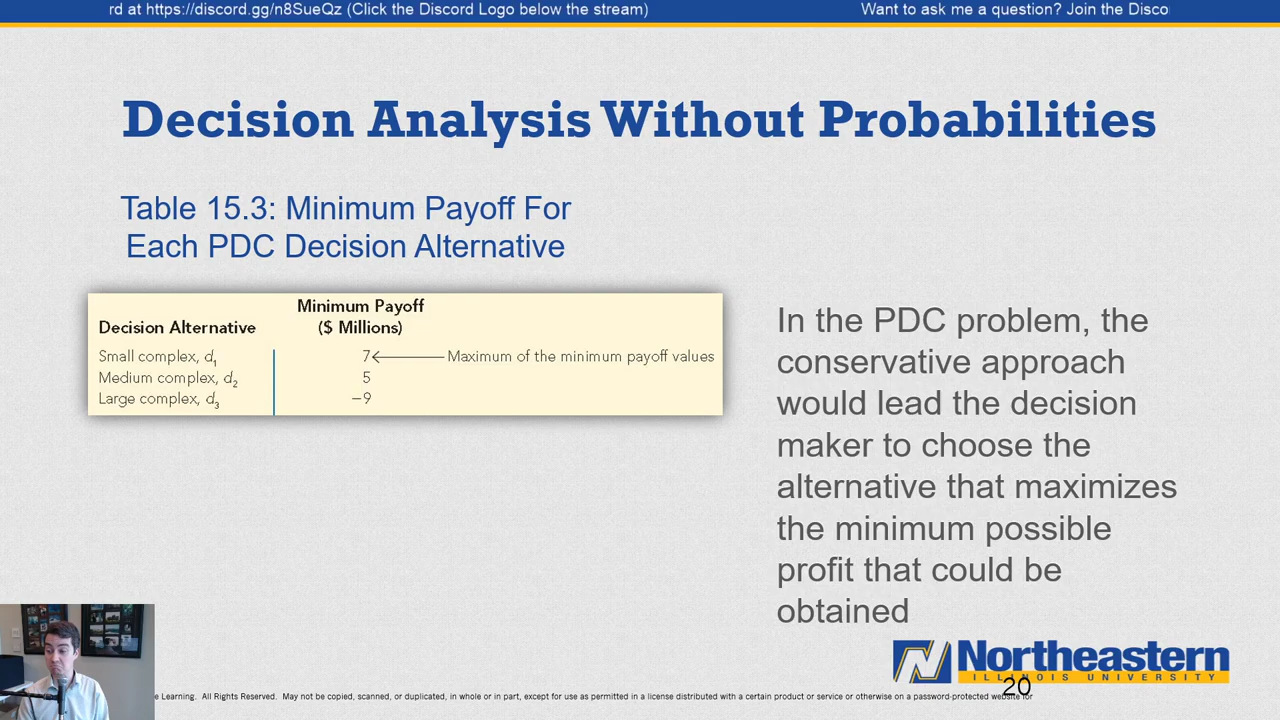 rd at https://discord.gg/n8SueQz (Click the Discord Logo below the stream) Want to ask me a question? Join the Disco
Decision Analysis Without Probabilities
Table 15.3: Minimum Payoff For
Each PDC Decision Alternative
Minimum Payoff
Decision Alternative ($ Millions)
Small complex, d1 7 Maximum of the minimum payoff values
Medium complex, d2 5
Large complex, d3 −9
In the PDC problem, the
conservative approach
would lead the decision
maker to choose the
alternative that maximizes
the minimum possible
profit that could be
obtained
Northeastern
ILLINOIS UNIVERSITY
20
e Learning. All Rights Reserved. May not be copied, scanned, or duplicated, in whole or in part, except for use as permitted in a license distributed with a certain product or service or otherwise on a password-protected website for